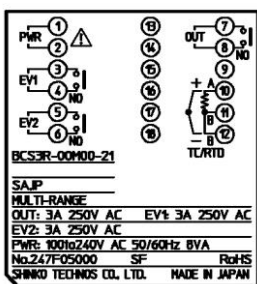 PWR 1 13 OUT 7
2 14 8 NO
EV1 3 15 9
4 NO 16 + A 10
EV2 5 17 B 11
6 NO 18 - B 12
BCS3R-00M00-21 TC/RTD
SAJP
MULTI-RANGE
OUT: 3A 250V AC EV1: 3A 250V AC
EV2: 3A 250V AC
PWR: 100to240V AC 50/60Hz 8VA
No.247F05000 SF RoHS
SHINKO TECHNOS CO., LTD. MADE IN JAPAN